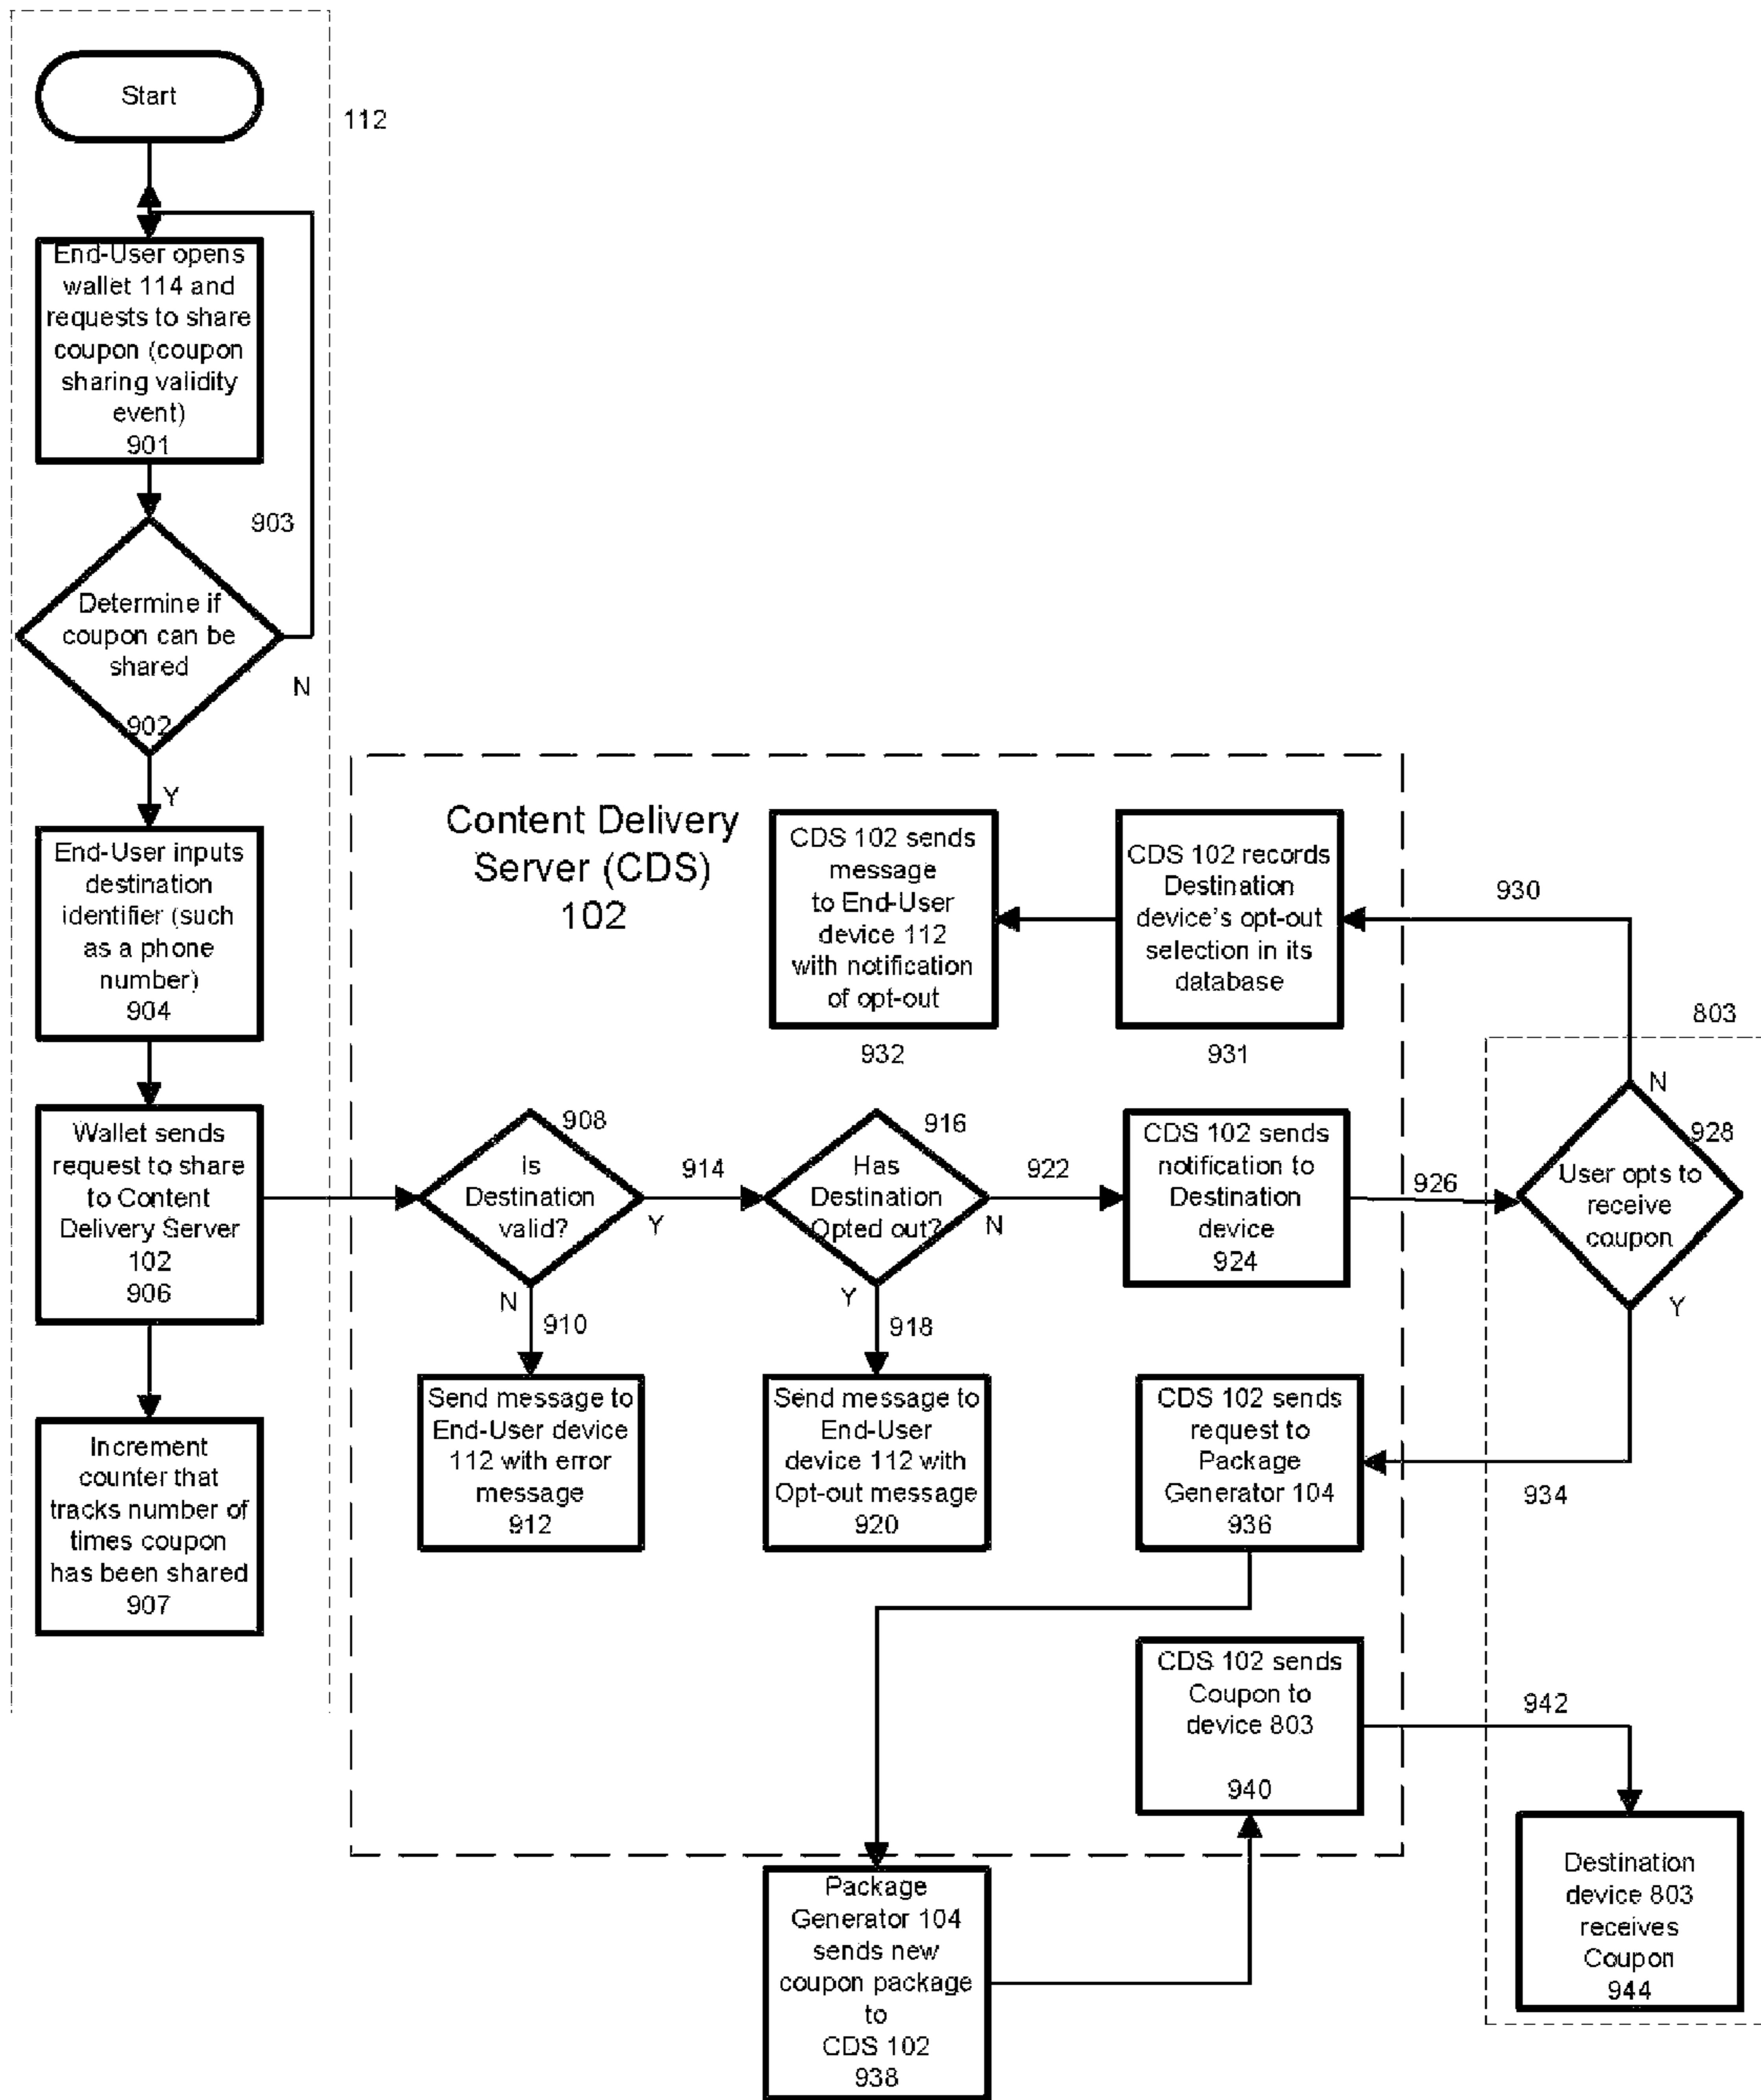 Start
112
End-User opens
wallet 114 and
requests to share
coupon (coupon
sharing validity
event)
901
903
Determine if
coupon can be
shared
902
N
Y
End-User inputs
destination
identifier (such
as a phone
number)
904
Wallet sends
request to share
to Content
Delivery Server
102
906
Increment
counter that
tracks number of
times coupon
has been shared
907
Content Delivery
Server (CDS)
102
CDS 102 sends
message
to End-User
device 112
with notification
of opt-out
932
CDS 102 records
Destination
device's opt-out
selection in its
database
931
930
803
908
Is
Destination
valid?
N
Y
910
914
Send message to
End-User device
112 with error
message
912
916
Has
Destination
Opted out?
Y
N
918
922
Send message to
End-User
device 112 with
Opt-out message
920
CDS 102 sends
notification to
Destination
device
924
926
N
928
User opts to
receive
coupon
Y
934
CDS 102 sends
request to
Package
Generator 104
936
Package
Generator 104
sends new
coupon package
to
CDS 102
938
CDS 102 sends
Coupon to
device 803
940
942
Destination
device 803
receives
Coupon
944